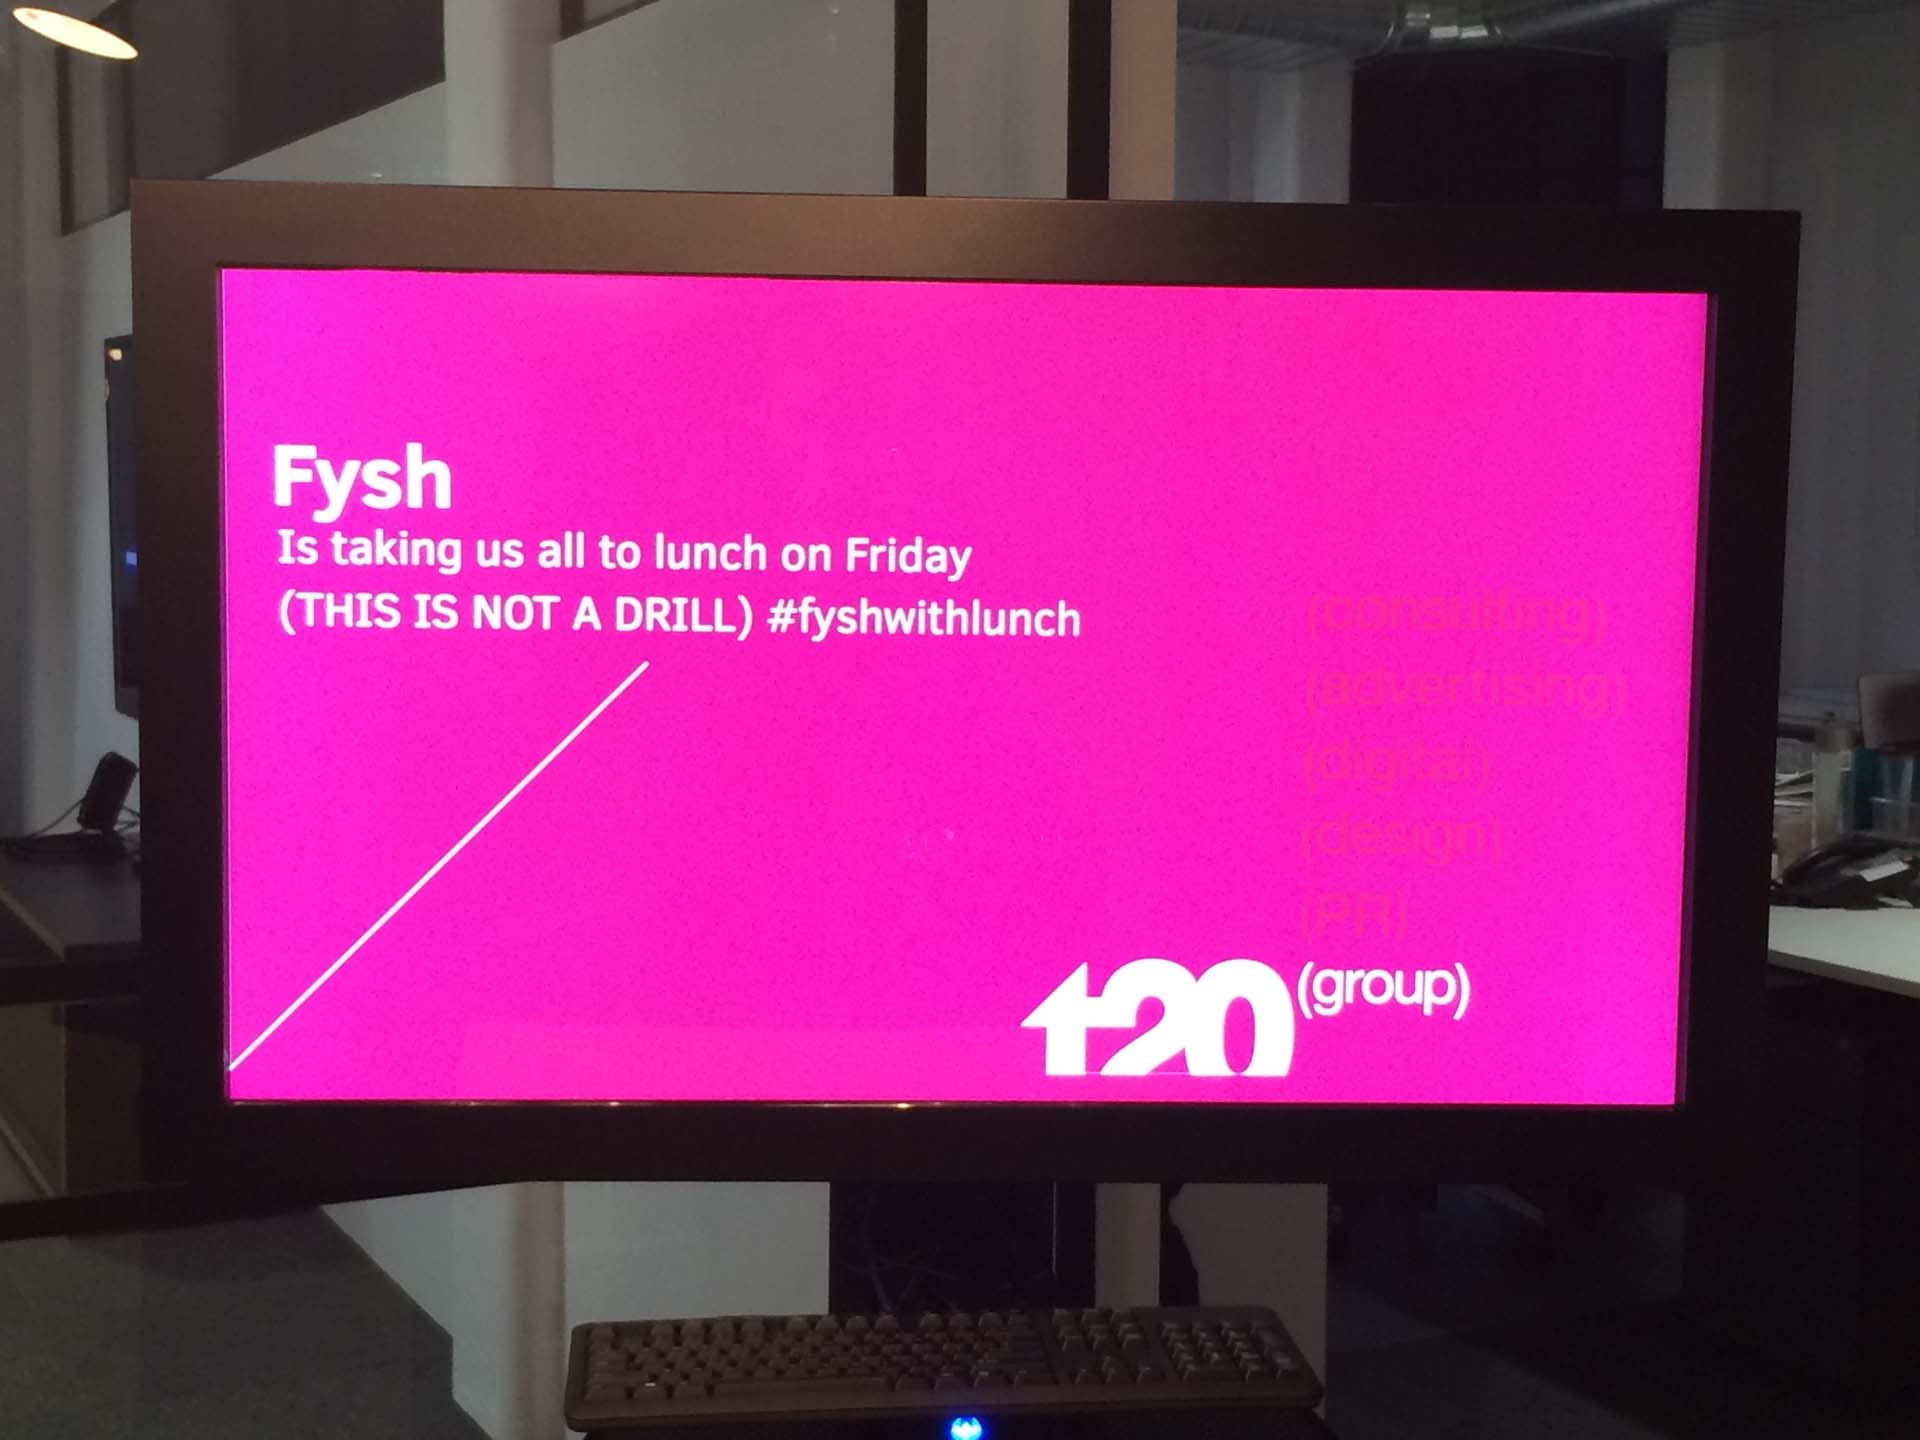 Fysh
Is taking us all to lunch on Friday
(THIS IS NOT A DRILL) #fyshwithlunch
(consulting)
(advertising)
(digital)
(design)
(PR)
120 (group)